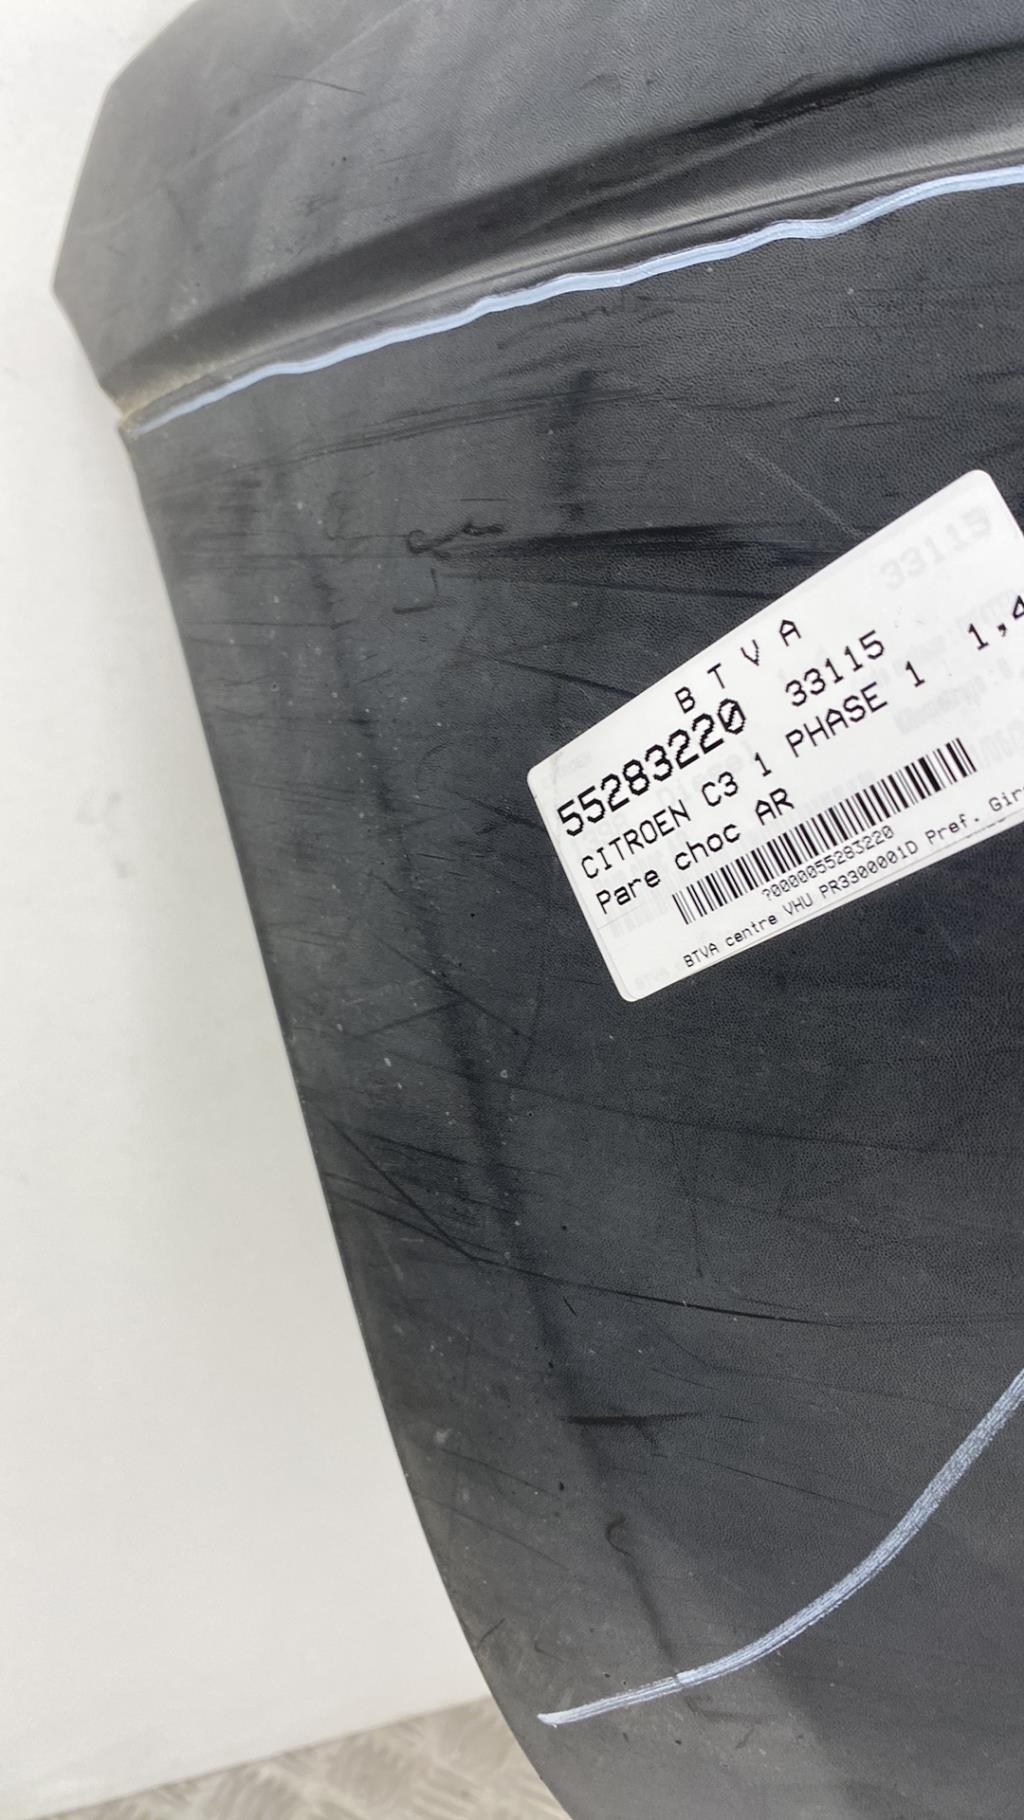 33115
B T V A
55283220 33115
CITROEN C3 1 PHASE 1 1,4
Pare choc AR
?0000055283220
BTVA centre VHU PR3300001D Pref. Gir